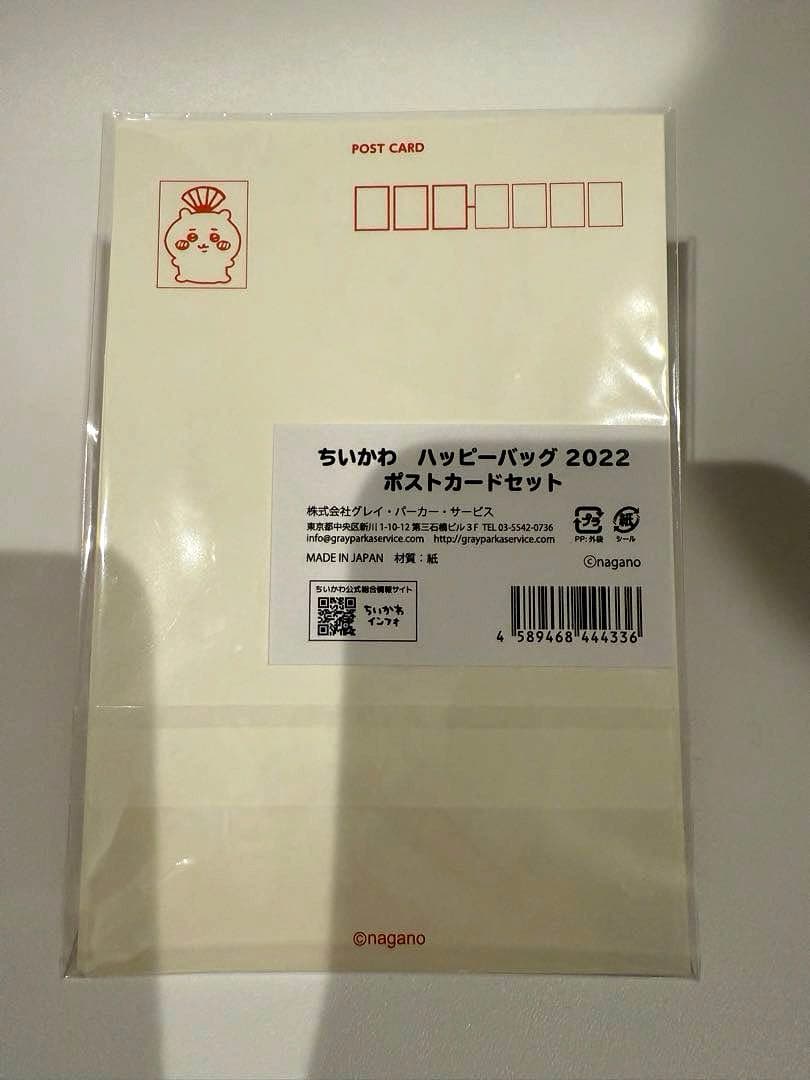 POST CARD
ちいかわ　ハッピーバッグ 2022
ポストカードセット
株式会社グレイ・パーカー・サービス
東京都中央区新川 1-10-12 第三石橋ビル 3 F TEL 03-5542-0736
info@grayparkaservice.com http://grayparkaservice.com
MADE IN JAPAN 材質：紙
プラ
PP: 外袋
紙
シール
©nagano
ちいかわ公式総合情報サイト
ちいかわ
インフォ
4 589468 444336
©nagano